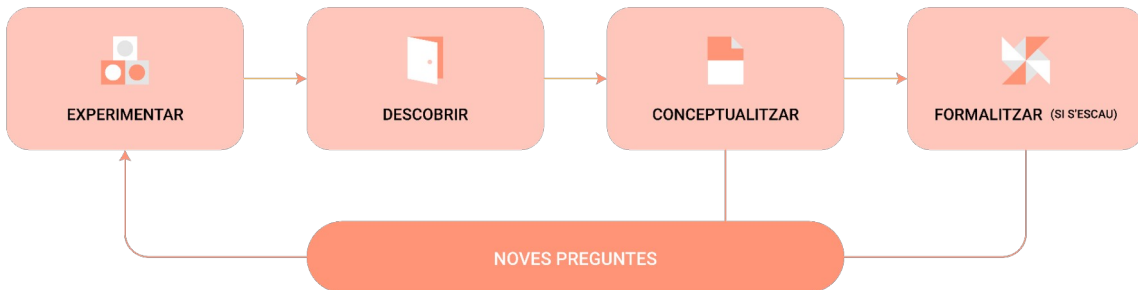 EXPERIMENTAR
DESCOBRIR
CONCEPTUALITZAR
FORMALITZAR (SI S'ESCAU)
NOVES PREGUNTES